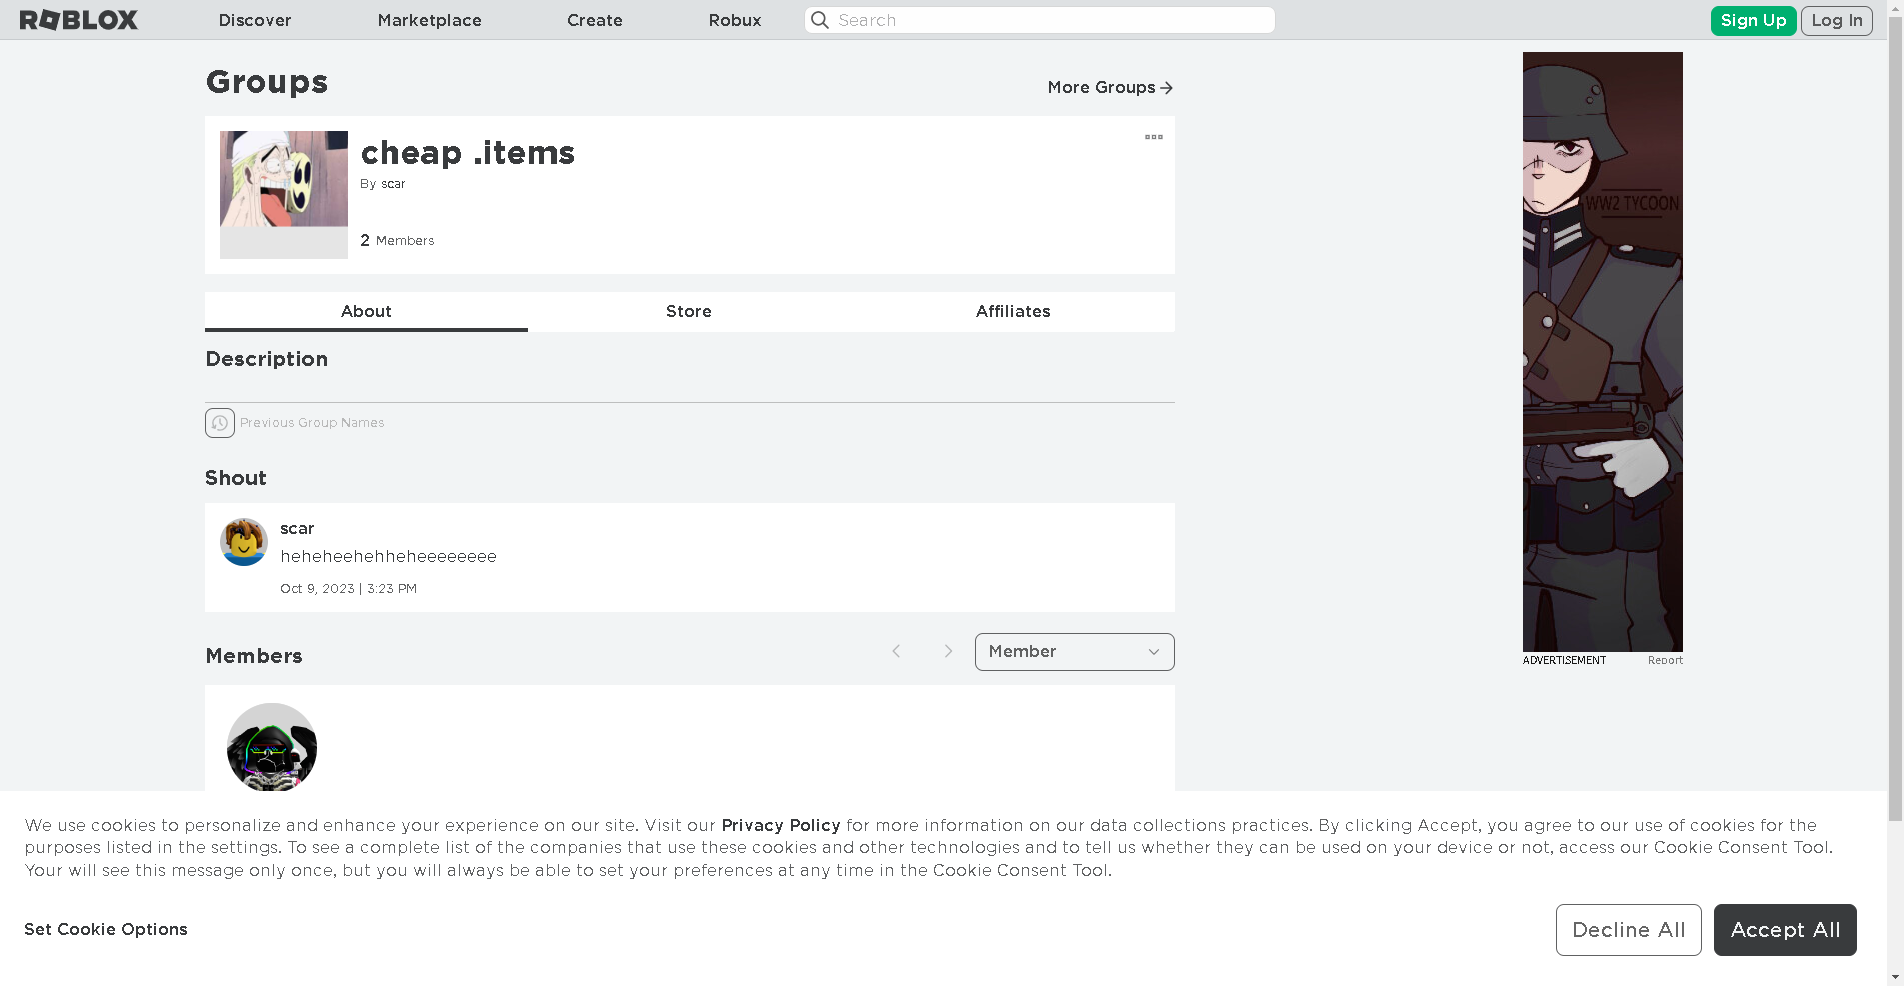 ROBLOX
Discover
Marketplace
Create
Robux
Search
Sign Up
Log In
Groups
More Groups
cheap .items
By scar
2 Members
About
Store
Affiliates
Description
Previous Group Names
Shout
scar
heheheehehheheeeeeeee
Oct 9, 2023 | 3:23 PM
Members
Member
WW2 TYCOON
ADVERTISEMENT
Report
We use cookies to personalize and enhance your experience on our site. Visit our Privacy Policy for more information on our data collections practices. By clicking Accept, you agree to our use of cookies for the
purposes listed in the settings. To see a complete list of the companies that use these cookies and other technologies and to tell us whether they can be used on your device or not, access our Cookie Consent Tool.
Your will see this message only once, but you will always be able to set your preferences at any time in the Cookie Consent Tool.
Set Cookie Options
Decline All
Accept All